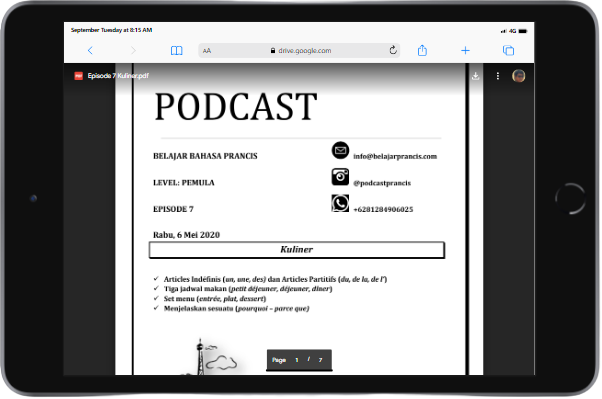 September Tuesday at 8:15 AM
4G
AA
drive.google.com
PDF
Episode 7 Kuliner.pdf
PODCAST
BELAJAR BAHASA PRANCIS
info@belajarprancis.com
LEVEL: PEMULA
@podcastprancis
EPISODE 7
+6281284906025
Rabu, 6 Mei 2020
Kuliner
✓ Articles Indéfinis (un, une, des) dan Articles Partitifs (du, de la, de l')
✓ Tiga jadwal makan (petit déjeuner, déjeuner, dîner)
✓ Set menu (entrée, plat, dessert)
✓ Menjelaskan sesuatu (pourquoi – parce que)
Page 1 / 7